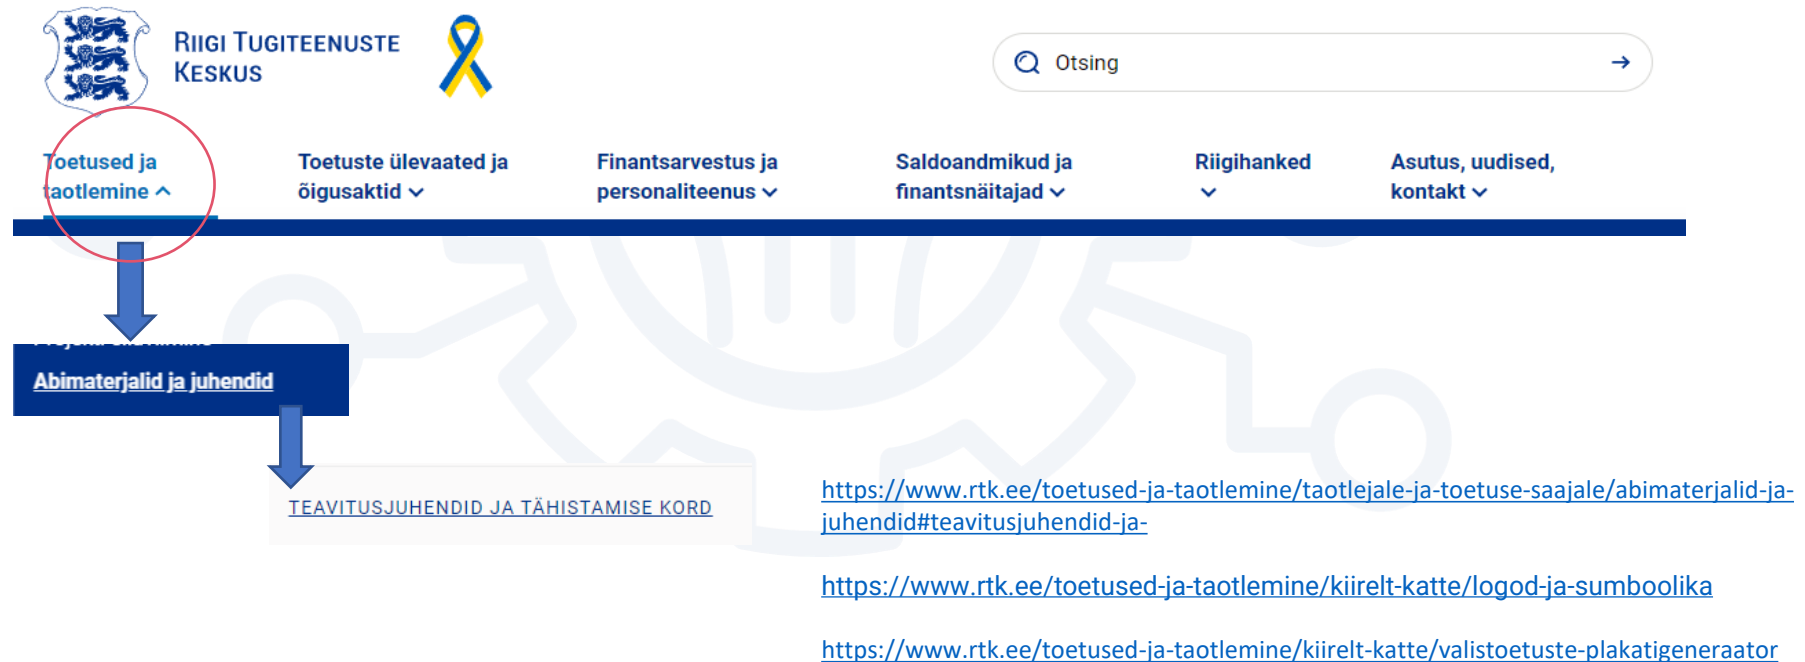 RIIGI TUGITEENUSTE
KESKUS
Otsing
Toetused ja
taotlemine
Toetuste ülevaated ja
õigusaktid
Finantsarvestus ja
personaliteenus
Saldoandmikud ja
finantsnäitajad
Riigihanked
Asutus, uudised,
kontakt
Abimaterjalid ja juhendid
TEAVITUSJUHENDID JA TÄHISTAMISE KORD
https://www.rtk.ee/toetused-ja-taotlemine/taotlejale-ja-toetuse-saajale/abimaterjalid-ja-
juhendid#teavitusjuhendid-ja-
https://www.rtk.ee/toetused-ja-taotlemine/kiirelt-katte/logod-ja-sumboolika
https://www.rtk.ee/toetused-ja-taotlemine/kiirelt-katte/valistoetuste-plakatigeneraator